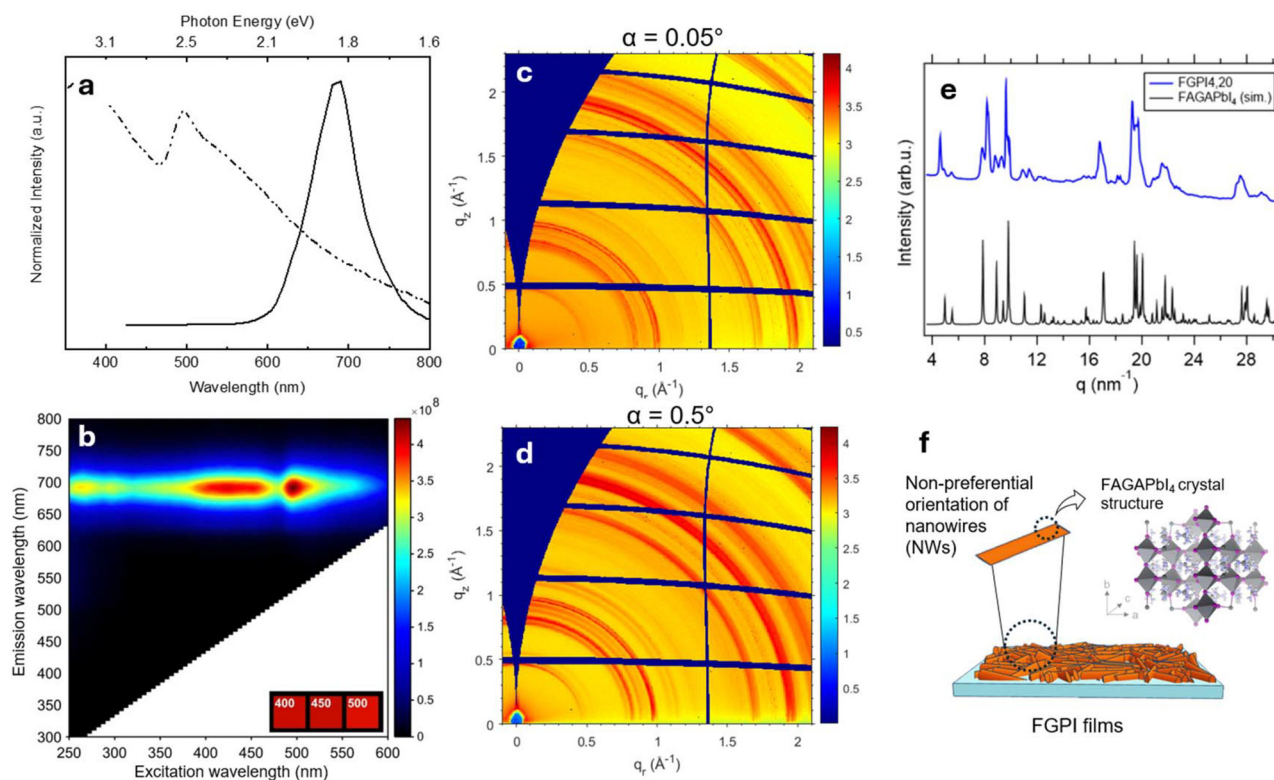 Photon Energy (eV)
3.1 2.5 2.1 1.8 1.6
a
Normalized Intensity (a.u.)
400 500 600 700 800
Wavelength (nm)
b
×10^8
Emission wavelength (nm)
800
750
700
650
600
550
500
450
400
350
300
400 450 500
250 300 350 400 450 500 550 600
Excitation wavelength (nm)
4
3.5
3
2.5
2
1.5
1
0.5
0
α = 0.05°
c
q_z (Å⁻¹)
2
1.5
1
0.5
0
0 0.5 1 1.5 2
q_r (Å⁻¹)
4
3.5
3
2.5
2
1.5
1
0.5
α = 0.5°
d
q_z (Å⁻¹)
2
1.5
1
0.5
0
0 0.5 1 1.5 2
q_r (Å⁻¹)
4
3.5
3
2.5
2
1.5
1
0.5
e
FGPI4,20
FAGAPbI₄ (sim.)
Intensity (arb.u.)
4 8 12 16 20 24 28
q (nm⁻¹)
f
Non-preferential
orientation of
nanowires
(NWs)
FAGAPbI₄ crystal
structure
b
c
a
FGPI films